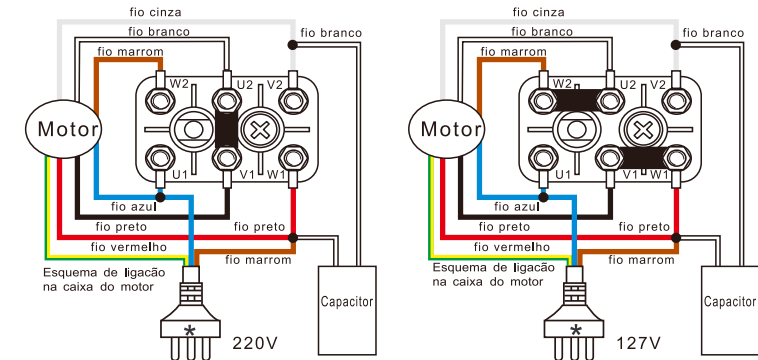 fio cinza
fio branco
fio branco
fio marrom
W2
U2
V2
Motor
U1
V1
W1
fio azul
fio preto
fio preto
fio vermelho
fio marrom
Esquema de ligacão
na caixa do motor
Capacitor
*
220V
fio cinza
fio branco
fio branco
fio marrom
W2
U2
V2
Motor
U1
V1
W1
fio azul
fio preto
fio preto
fio vermelho
fio marrom
Esquema de ligacão
na caixa do motor
Capacitor
*
127V